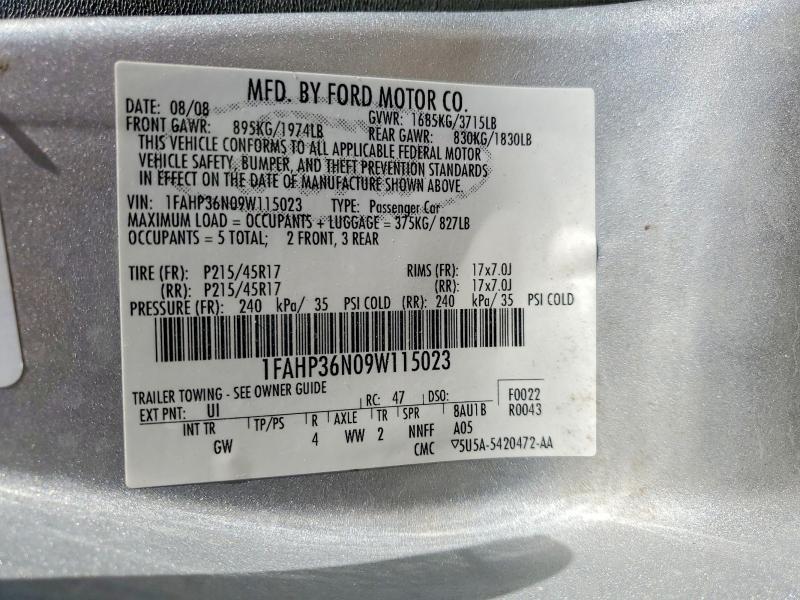 MFD. BY FORD MOTOR CO.
DATE: 08/08 GVWR: 1685KG/3715LB
FRONT GAWR: 895KG/1974LB REAR GAWR: 830KG/1830LB
THIS VEHICLE CONFORMS TO ALL APPLICABLE FEDERAL MOTOR
VEHICLE SAFETY, BUMPER, AND THEFT PREVENTION STANDARDS
IN EFFECT ON THE DATE OF MANUFACTURE SHOWN ABOVE.
VIN: 1FAHP36N09W115023 TYPE: Passenger Car
MAXIMUM LOAD = OCCUPANTS + LUGGAGE = 375KG/ 827LB
OCCUPANTS = 5 TOTAL; 2 FRONT, 3 REAR
TIRE (FR): P215/45R17 RIMS (FR): 17x7.0J
(RR): P215/45R17 (RR): 17x7.0J
PRESSURE (FR): 240 kPa/ 35 PSI COLD (RR): 240 kPa/ 35 PSI COLD
1FAHP36N09W115023
TRAILER TOWING - SEE OWNER GUIDE
EXT PNT: UI RC: 47 DSO: F0022
INT TR TP/PS R AXLE TR SPR 8AU1B R0043
GW 4 WW 2 NNFF A05
CMC ▽5U5A-5420472-AA